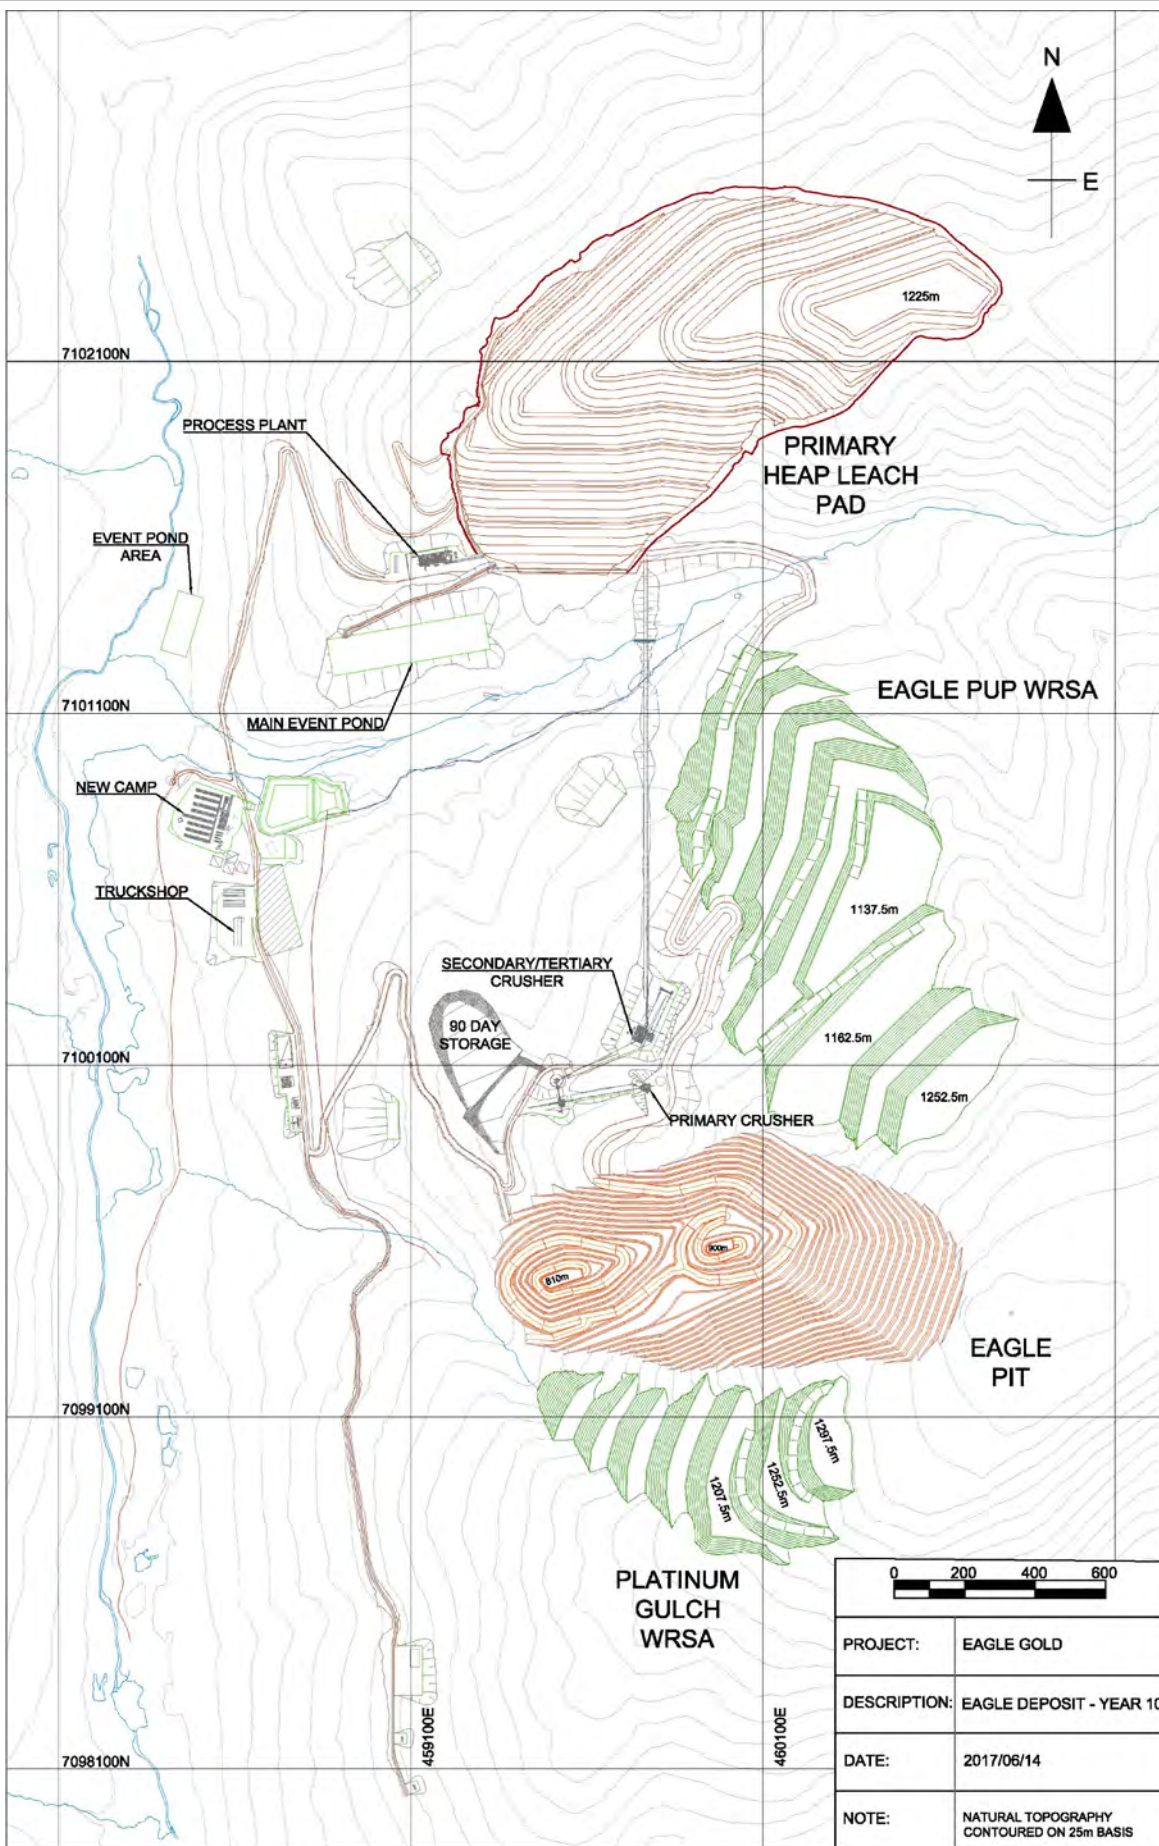 N
E
1225m
7102100N
PROCESS PLANT
PRIMARY
HEAP LEACH
PAD
EVENT POND
AREA
EAGLE PUP WRSA
7101100N
MAIN EVENT POND
NEW CAMP
TRUCKSHOP
1137.5m
SECONDARY/TERTIARY
CRUSHER
90 DAY
STORAGE
1162.5m
7100100N
1252.5m
PRIMARY CRUSHER
900m
810m
EAGLE
PIT
7099100N
1297.5m
1252.5m
1207.5m
PLATINUM
GULCH
WRSA
0 200 400 600
PROJECT: EAGLE GOLD
DESCRIPTION: EAGLE DEPOSIT - YEAR 10
459100E
460100E
7098100N
DATE: 2017/06/14
NOTE: NATURAL TOPOGRAPHY
CONTOURED ON 25m BASIS